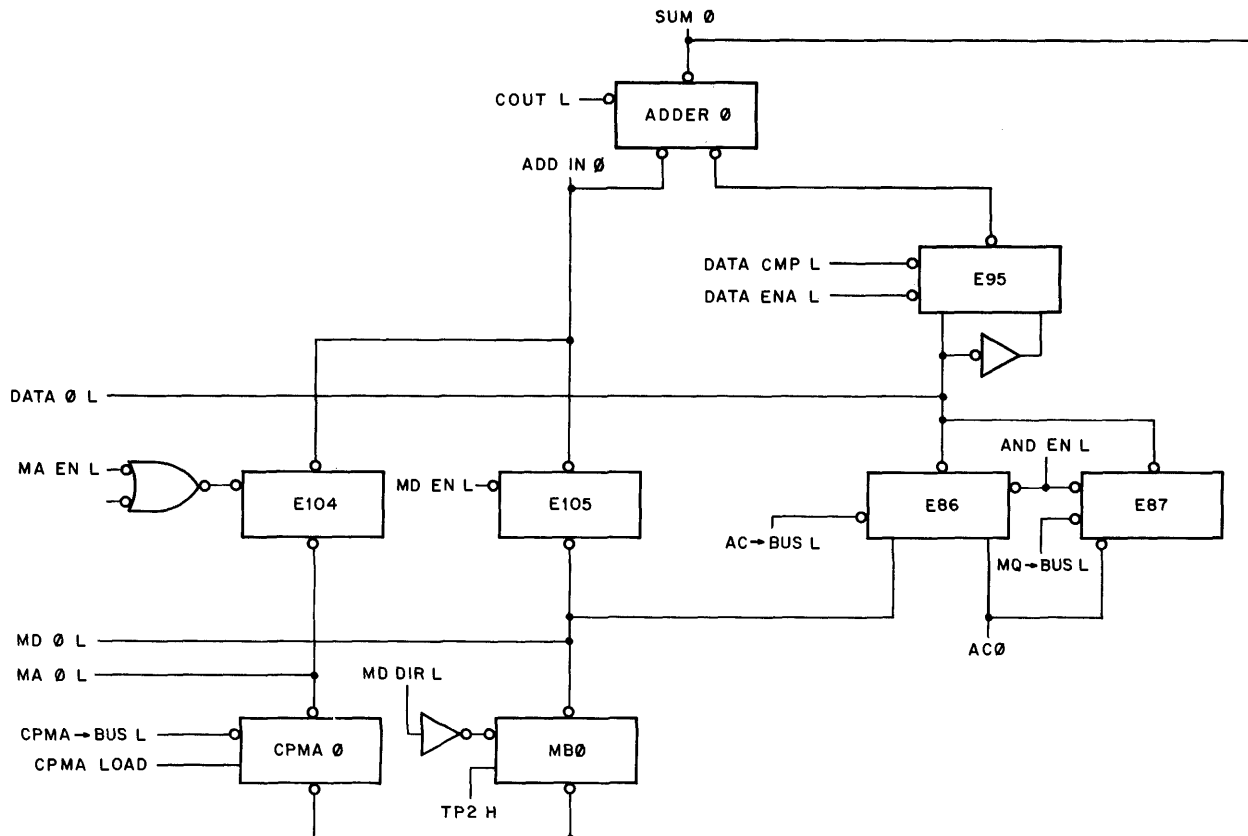 SUM Ø
COUT L
ADDER Ø
ADD IN Ø
DATA CMP L
DATA ENA L
E95
DATA Ø L
AND EN L
MA EN L
MD EN L
E104
E105
E86
E87
AC→BUS L
MQ→BUS L
MD Ø L
MA Ø L
ACØ
MD DIR L
CPMA→BUS L
CPMA LOAD
CPMA Ø
MBØ
TP2 H